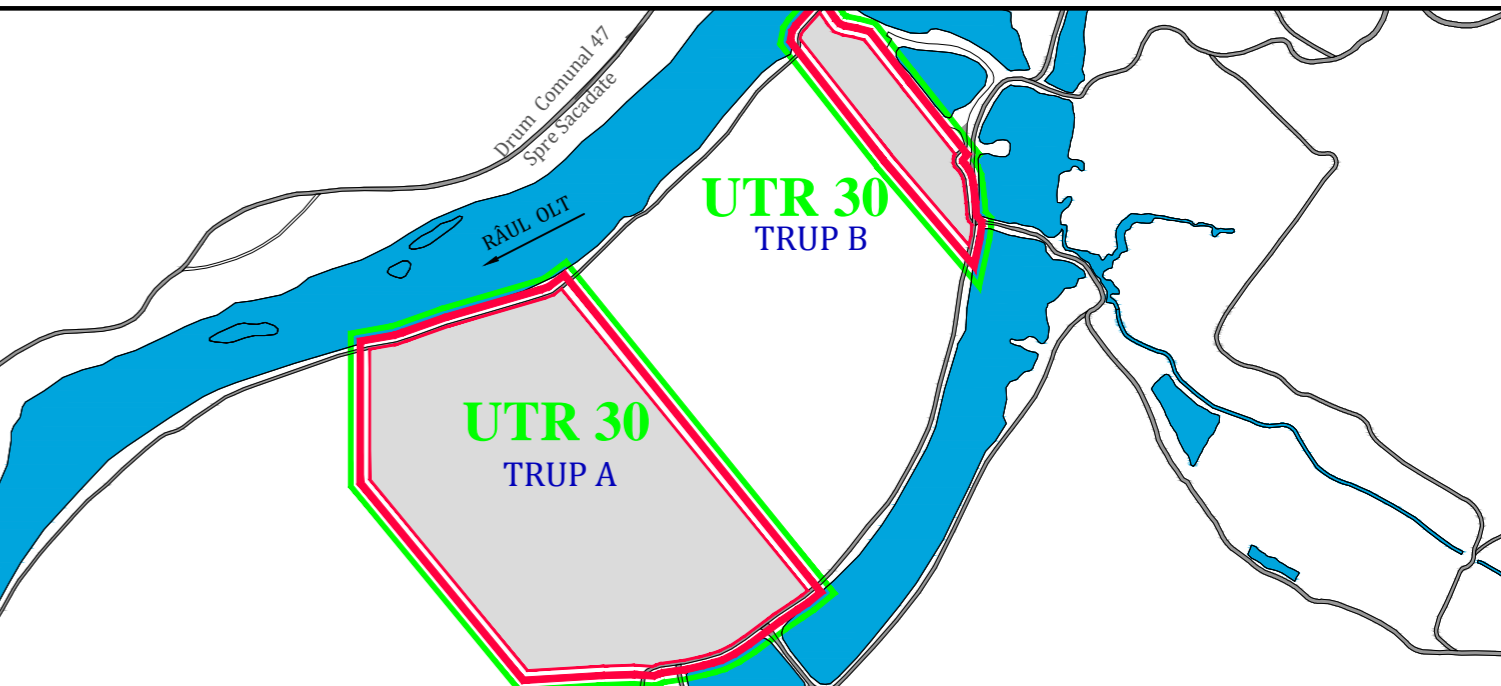 Drum Comunal 47
Spre Sacadate
UTR 30
TRUP B
RÂUL OLT
UTR 30
TRUP A